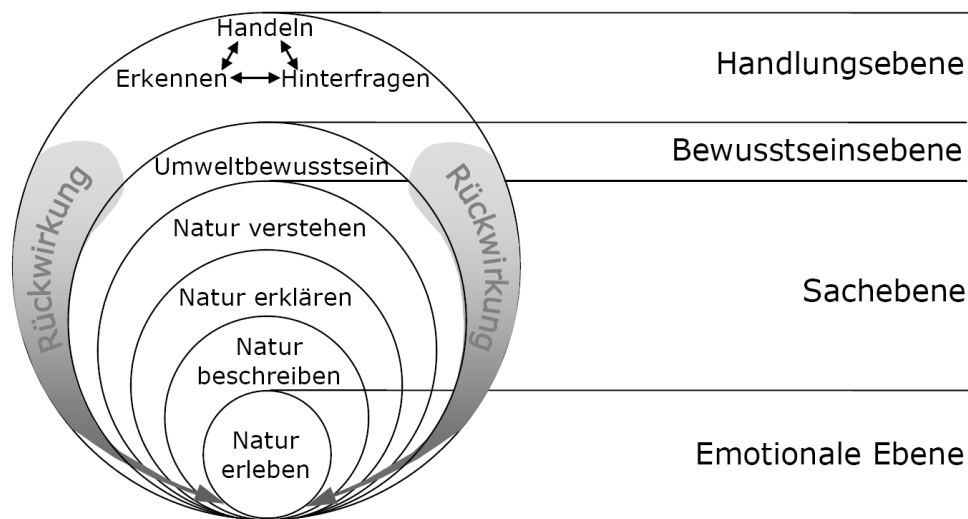 Handeln
Erkennen
Hinterfragen
Handlungsebene
Umweltbewusstsein
Bewusstseinsebene
Rückwirkung
Rückwirkung
Natur verstehen
Natur erklären
Sachebene
Natur
beschreiben
Natur
erleben
Emotionale Ebene